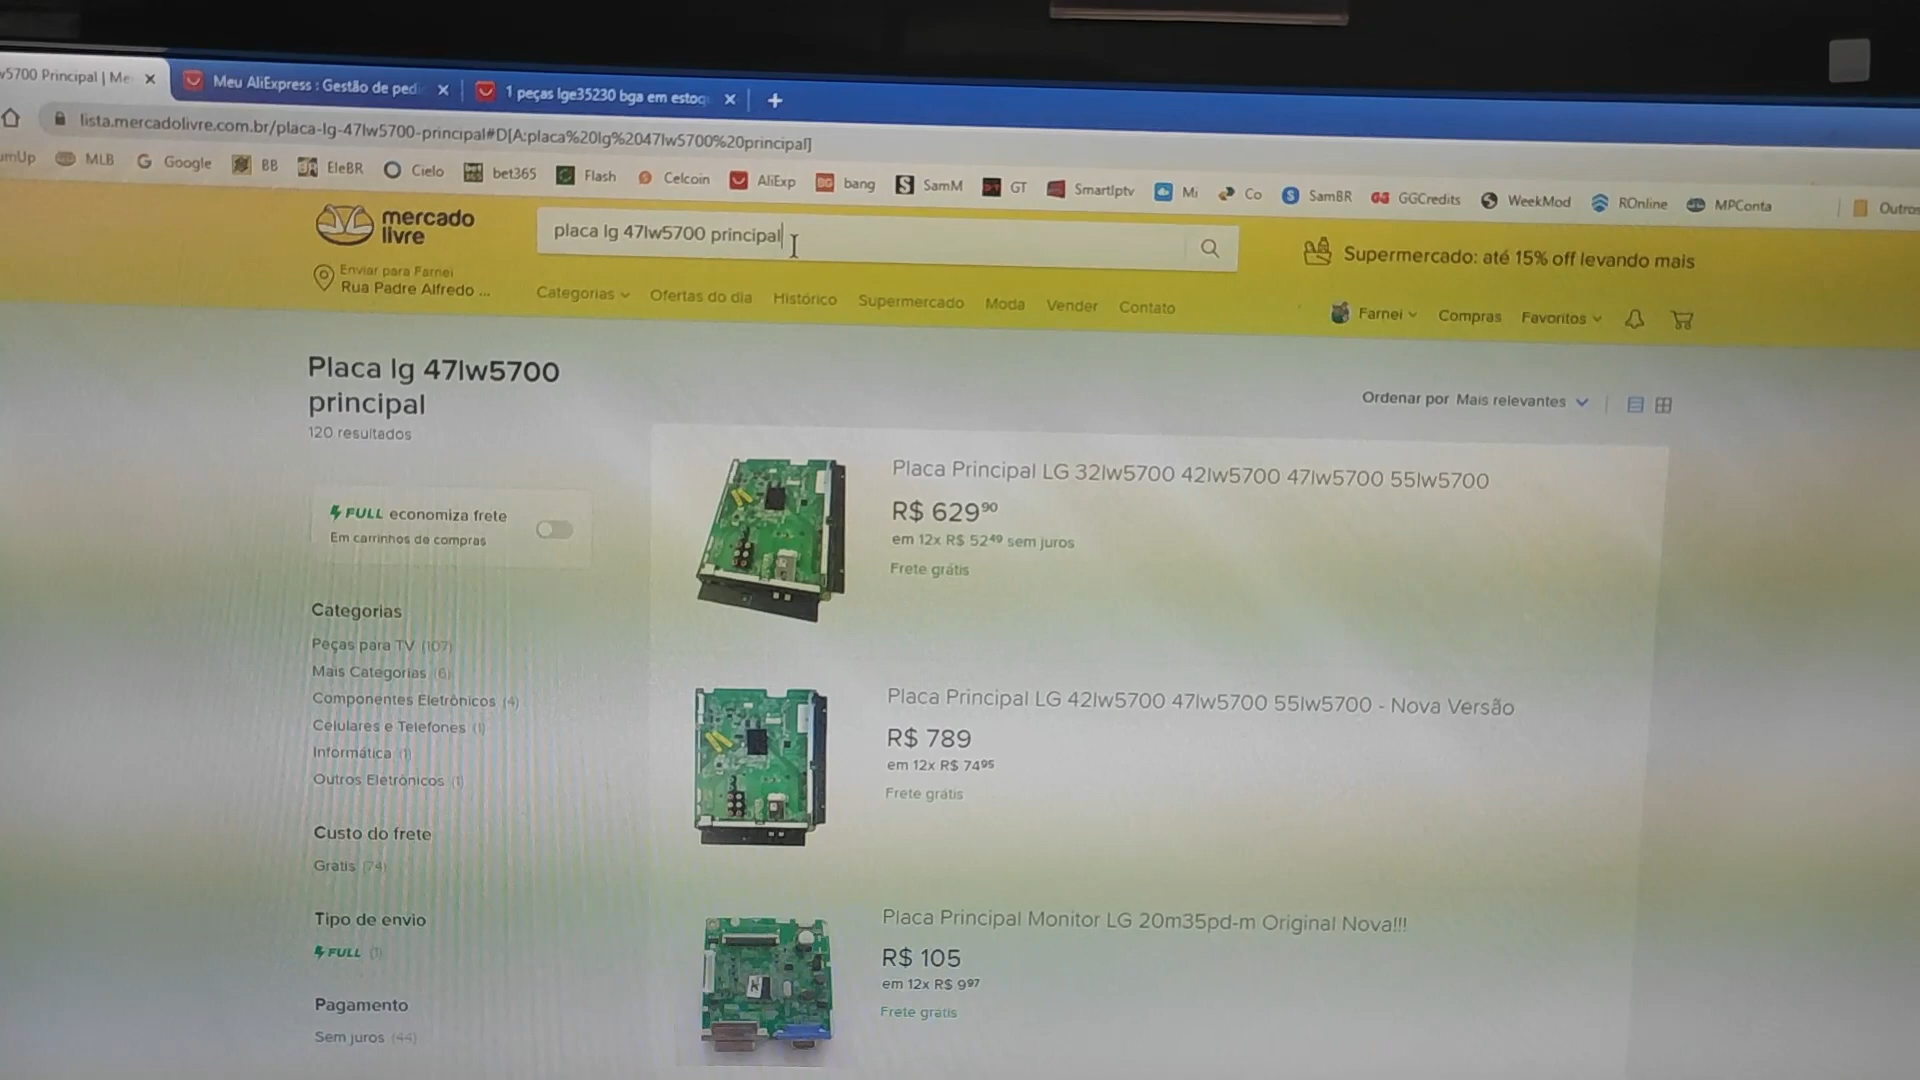 w5700 Principal | Me
Meu AliExpress : Gestão de pedi
1 peças lge35230 bga em estoq
lista.mercadolivre.com.br/placa-lg-47lw5700-principal#D[A:placa%20lg%2047lw5700%20principal]
umUp MLB Google BB EleBR Cielo bet365 Flash Celcoin AliExp bang SamM GT SmartIptv Mi Co SamBR GGCredits WeekMod ROnline MPConta Outros
mercado
livre
placa lg 47lw5700 principal
Supermercado: até 15% off levando mais
Enviar para Farnei
Rua Padre Alfredo ...
Categorias Ofertas do dia Histórico Supermercado Moda Vender Contato
Farnei Compras Favoritos
Placa lg 47lw5700
principal
120 resultados
Ordenar por Mais relevantes
FULL economiza frete
Em carrinhos de compras
Categorias
Peças para TV (107)
Mais Categorias (6)
Componentes Eletrônicos (4)
Celulares e Telefones (1)
Informática (1)
Outros Eletrônicos (1)
Custo do frete
Grátis (74)
Tipo de envio
FULL (1)
Pagamento
Sem juros (44)
Placa Principal LG 32lw5700 42lw5700 47lw5700 55lw5700
R$ 629⁹⁰
em 12x R$ 52⁴⁹ sem juros
Frete grátis
Placa Principal LG 42lw5700 47lw5700 55lw5700 - Nova Versão
R$ 789
em 12x R$ 74⁹⁵
Frete grátis
Placa Principal Monitor LG 20m35pd-m Original Nova!!!
R$ 105
em 12x R$ 9⁹⁷
Frete grátis